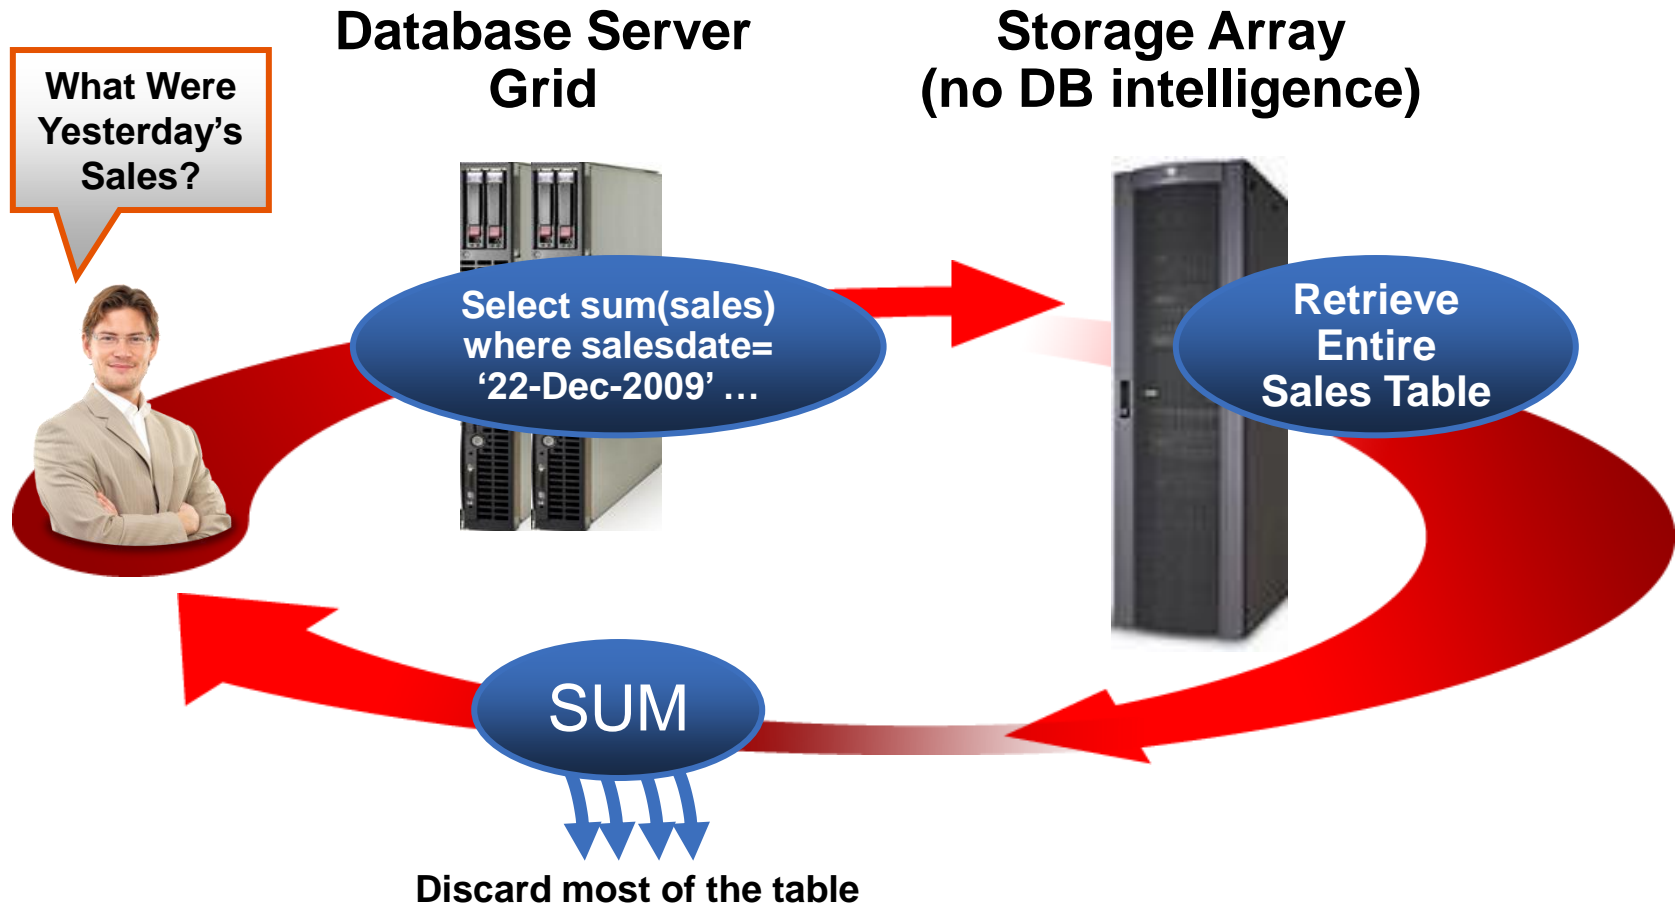 Database Server
Grid
Storage Array
(no DB intelligence)
What Were
Yesterday’s
Sales?
Select sum(sales)
where salesdate=
‘22-Dec-2009’ …
Retrieve
Entire
Sales Table
SUM
Discard most of the table